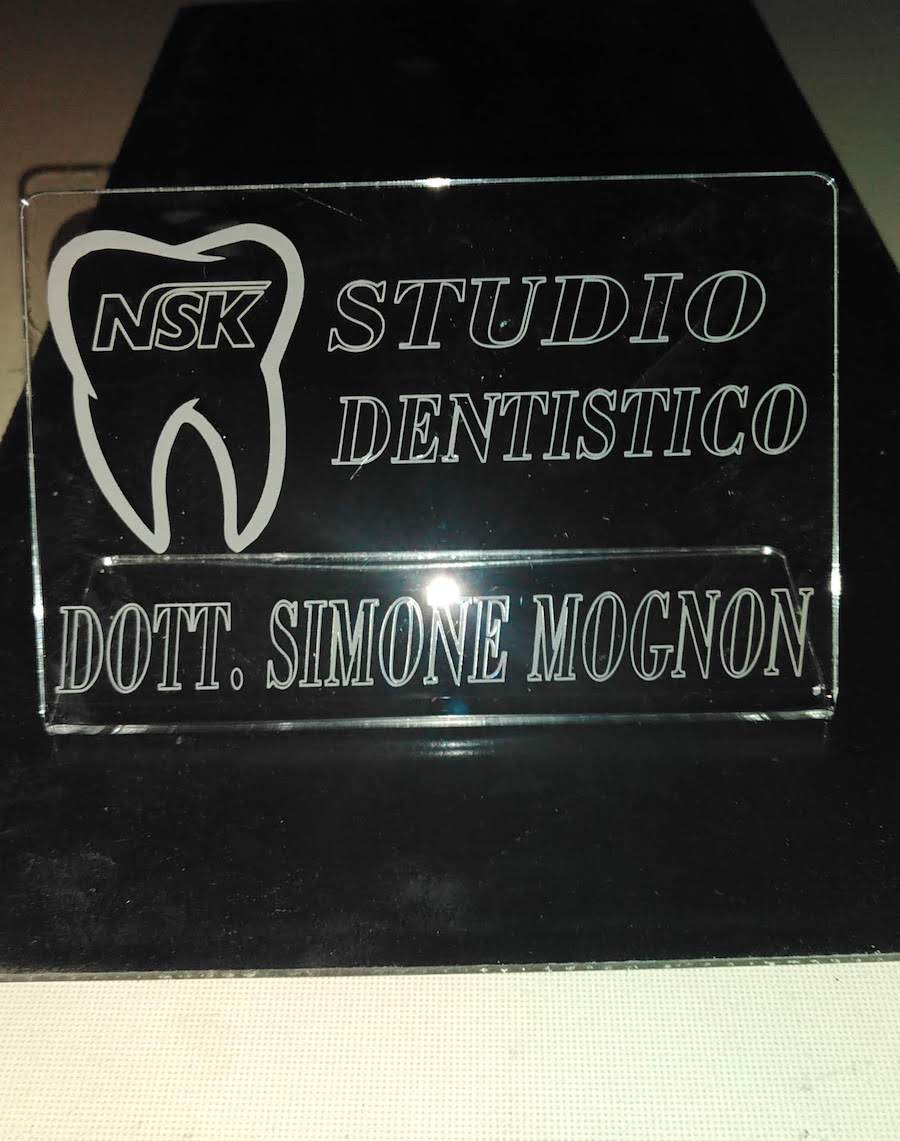 NSK
STUDIO
DENTISTICO
DOTT. SIMONE MOGNON